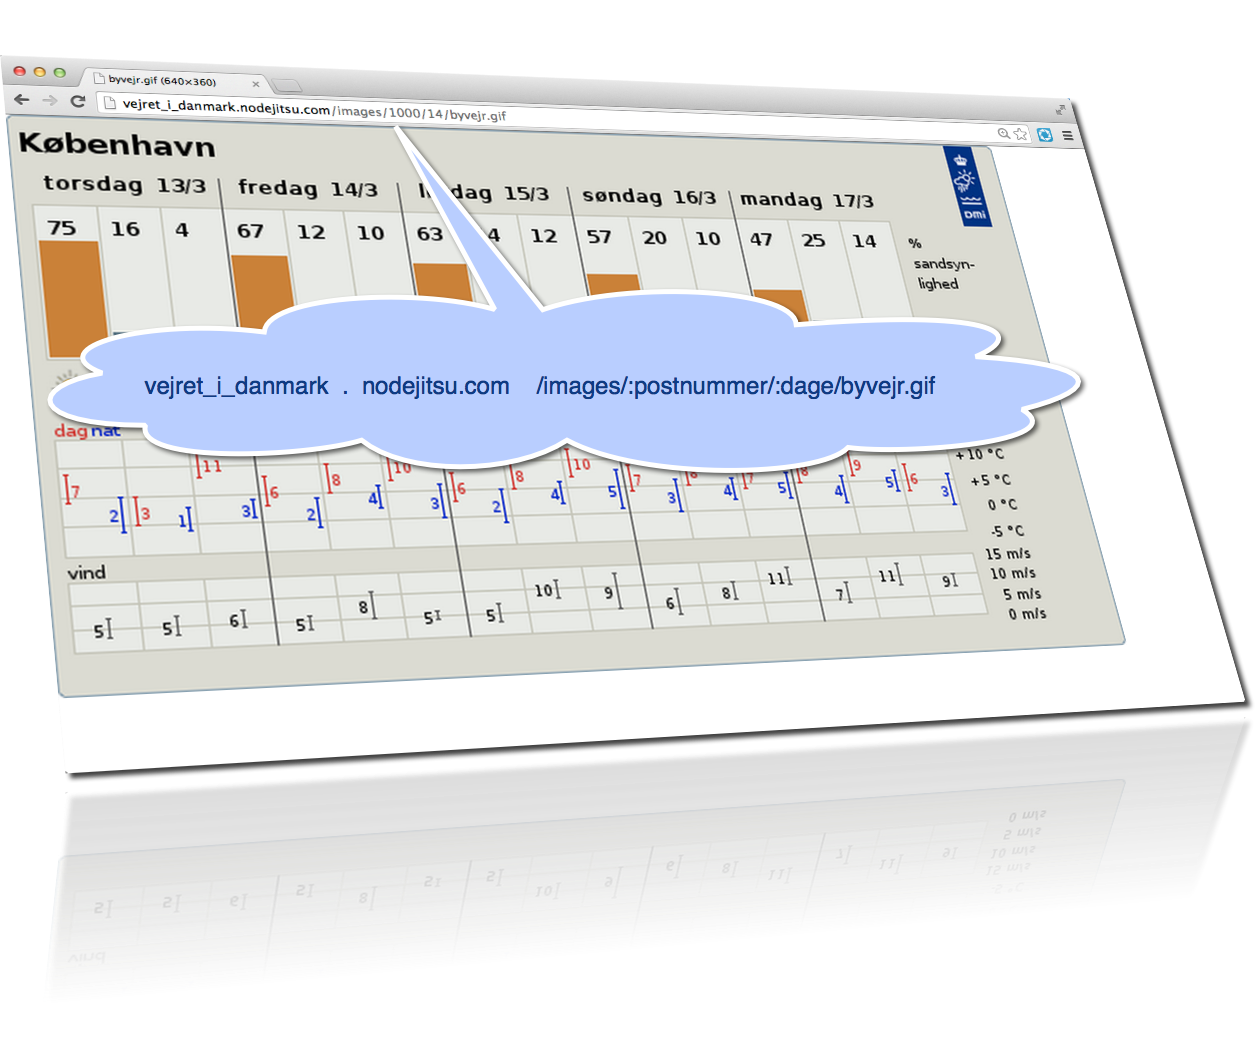 byvejr.gif (640×360)
vejret_i_danmark.nodejitsu.com/images/1000/14/byvejr.gif
København
DMI
torsdag 13/3 fredag 14/3 dag 15/3 søndag 16/3 mandag 17/3
75 16 4 67 12 10 63 4 12 57 20 10 47 25 14
%
sandsyn-
lighed
vejret_i_danmark . nodejitsu.com /images/:postnummer/:dage/byvejr.gif
dag nat
+10 °C
+5 °C
0 °C
-5 °C
7 2 3 1 11 3 6 2 8 4 10 3 6 2 8 4 10 5 7 3 4 7 5 8 4 9 5 6 3
vind
15 m/s
10 m/s
5 m/s
0 m/s
5 5 6 5 8 5 5 10 9 6 8 11 7 11 9